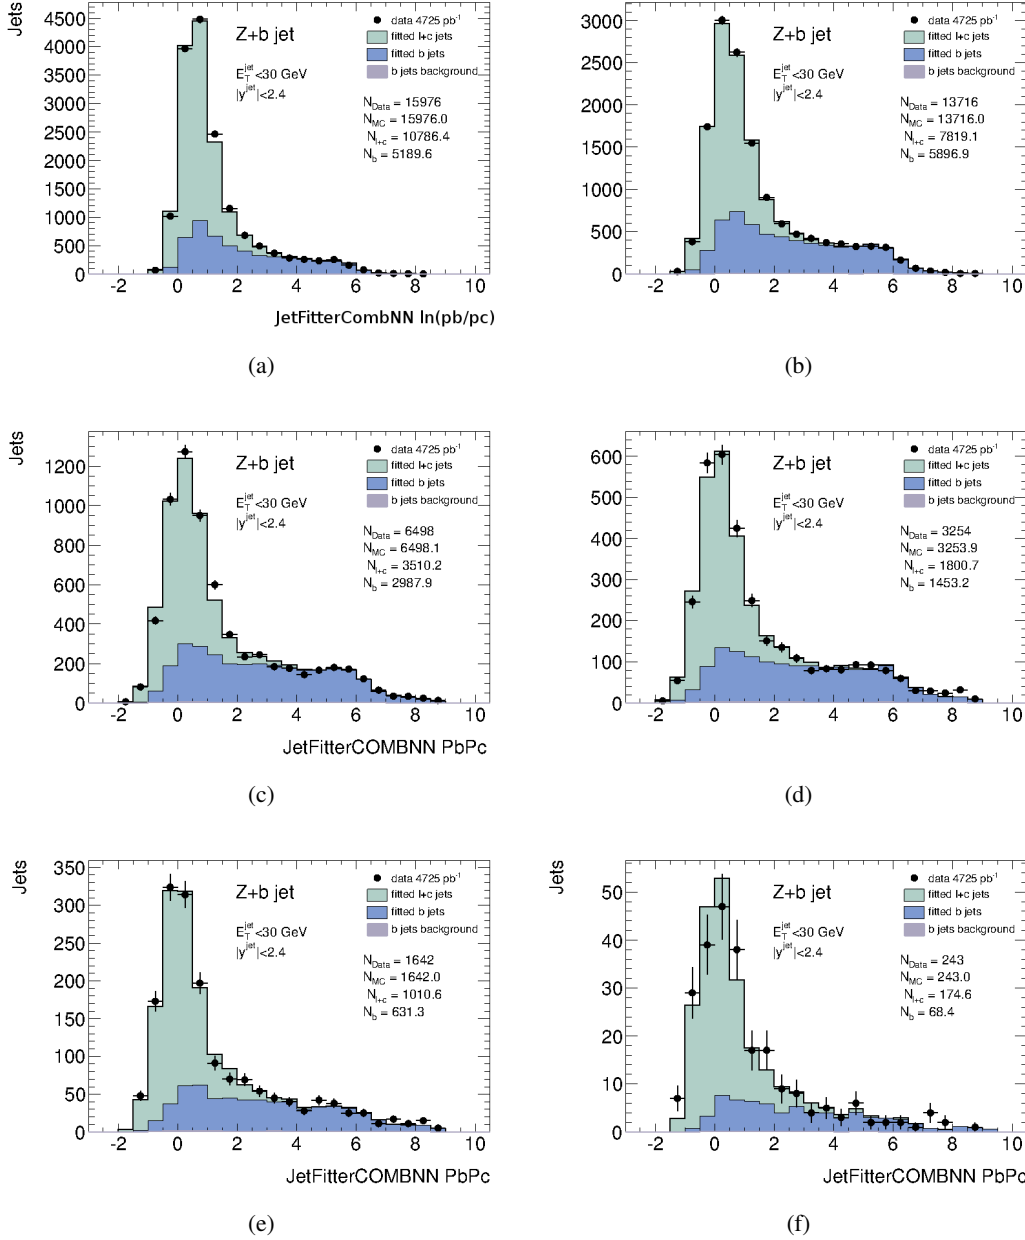 Jets
4500
4000
3500
3000
2500
2000
1500
1000
500
0
-2 0 2 4 6 8 10
Z+b jet
E_T^jet<30 GeV
|y^jet|<2.4
data 4725 pb⁻¹
fitted l+c jets
fitted b jets
b jets background
N_Data = 15976
N_MC = 15976.0
N_l+c = 10786.4
N_b = 5189.6
JetFitterCombNN ln(pb/pc)
(a)
3000
2500
2000
1500
1000
500
0
-2 0 2 4 6 8 10
Z+b jet
E_T^jet<30 GeV
|y^jet|<2.4
data 4725 pb⁻¹
fitted l+c jets
fitted b jets
b jets background
N_Data = 13716
N_MC = 13716.0
N_l+c = 7819.1
N_b = 5896.9
(b)
Jets
1200
1000
800
600
400
200
0
-2 0 2 4 6 8 10
Z+b jet
E_T^jet<30 GeV
|y^jet|<2.4
data 4725 pb⁻¹
fitted l+c jets
fitted b jets
b jets background
N_Data = 6498
N_MC = 6498.1
N_l+c = 3510.2
N_b = 2987.9
JetFitterCOMBNN PbPc
(c)
600
500
400
300
200
100
0
-2 0 2 4 6 8 10
Z+b jet
E_T^jet<30 GeV
|y^jet|<2.4
data 4725 pb⁻¹
fitted l+c jets
fitted b jets
b jets background
N_Data = 3254
N_MC = 3253.9
N_l+c = 1800.7
N_b = 1453.2
(d)
Jets
350
300
250
200
150
100
50
0
-2 0 2 4 6 8 10
Z+b jet
E_T^jet<30 GeV
|y^jet|<2.4
data 4725 pb⁻¹
fitted l+c jets
fitted b jets
b jets background
N_Data = 1642
N_MC = 1642.0
N_l+c = 1010.6
N_b = 631.3
JetFitterCOMBNN PbPc
(e)
Jets
50
40
30
20
10
0
-2 0 2 4 6 8 10
Z+b jet
E_T^jet<30 GeV
|y^jet|<2.4
data 4725 pb⁻¹
fitted l+c jets
fitted b jets
b jets background
N_Data = 243
N_MC = 243.0
N_l+c = 174.6
N_b = 68.4
JetFitterCOMBNN PbPc
(f)